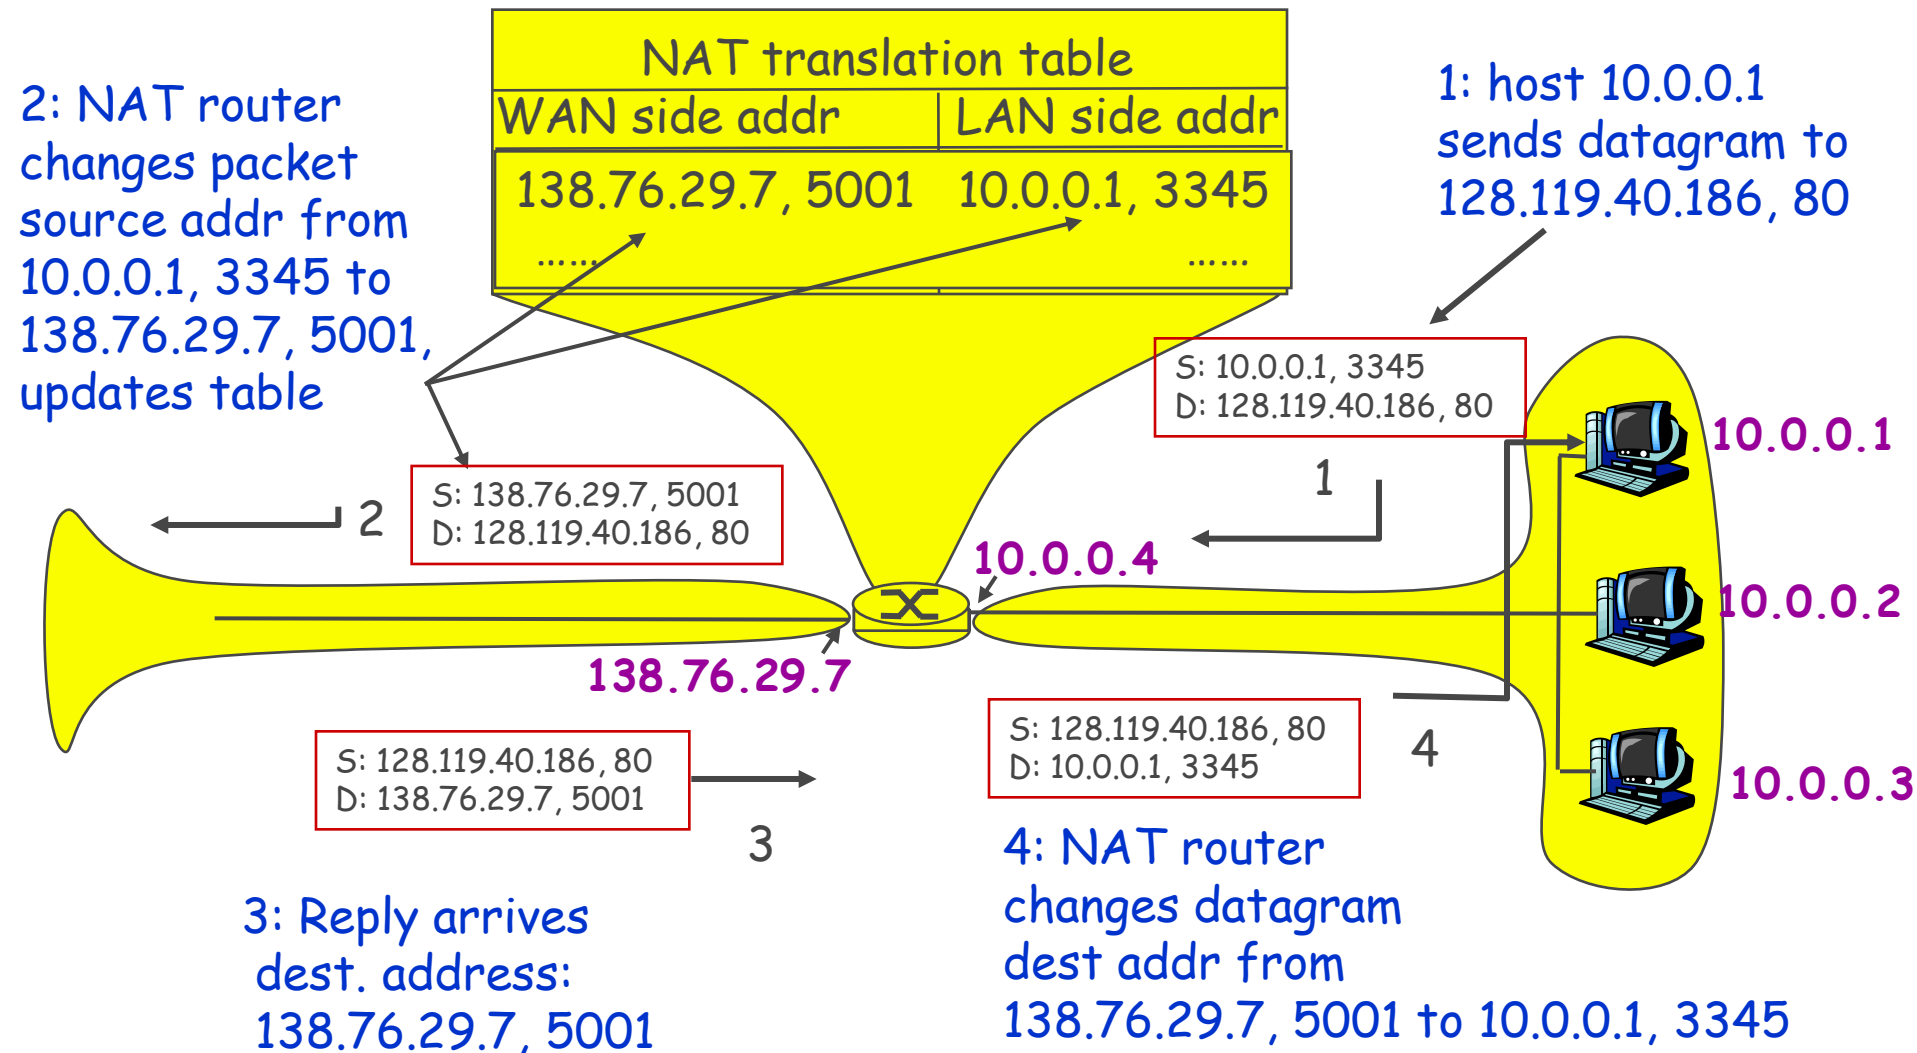 NAT translation table
WAN side addr LAN side addr
138.76.29.7, 5001 10.0.0.1, 3345
…… ……
2: NAT router
changes packet
source addr from
10.0.0.1, 3345 to
138.76.29.7, 5001,
updates table
1: host 10.0.0.1
sends datagram to
128.119.40.186, 80
S: 10.0.0.1, 3345
D: 128.119.40.186, 80
1
10.0.0.1
S: 138.76.29.7, 5001
D: 128.119.40.186, 80
2
10.0.0.4
10.0.0.2
138.76.29.7
S: 128.119.40.186, 80
D: 10.0.0.1, 3345
4
10.0.0.3
S: 128.119.40.186, 80
D: 138.76.29.7, 5001
3
3: Reply arrives
dest. address:
138.76.29.7, 5001
4: NAT router
changes datagram
dest addr from
138.76.29.7, 5001 to 10.0.0.1, 3345